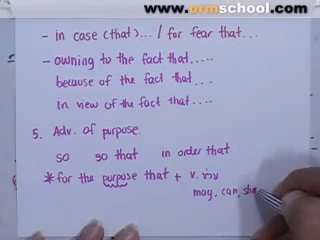 www.ormschool.com
- in case (that)... / for fear that...
- owning to the fact that.....
because of the fact that....
In view of the fact that....
5. Adv. of purpose.
so so that in order that
*for the purpose that + v. ช่วย
may, can, sho